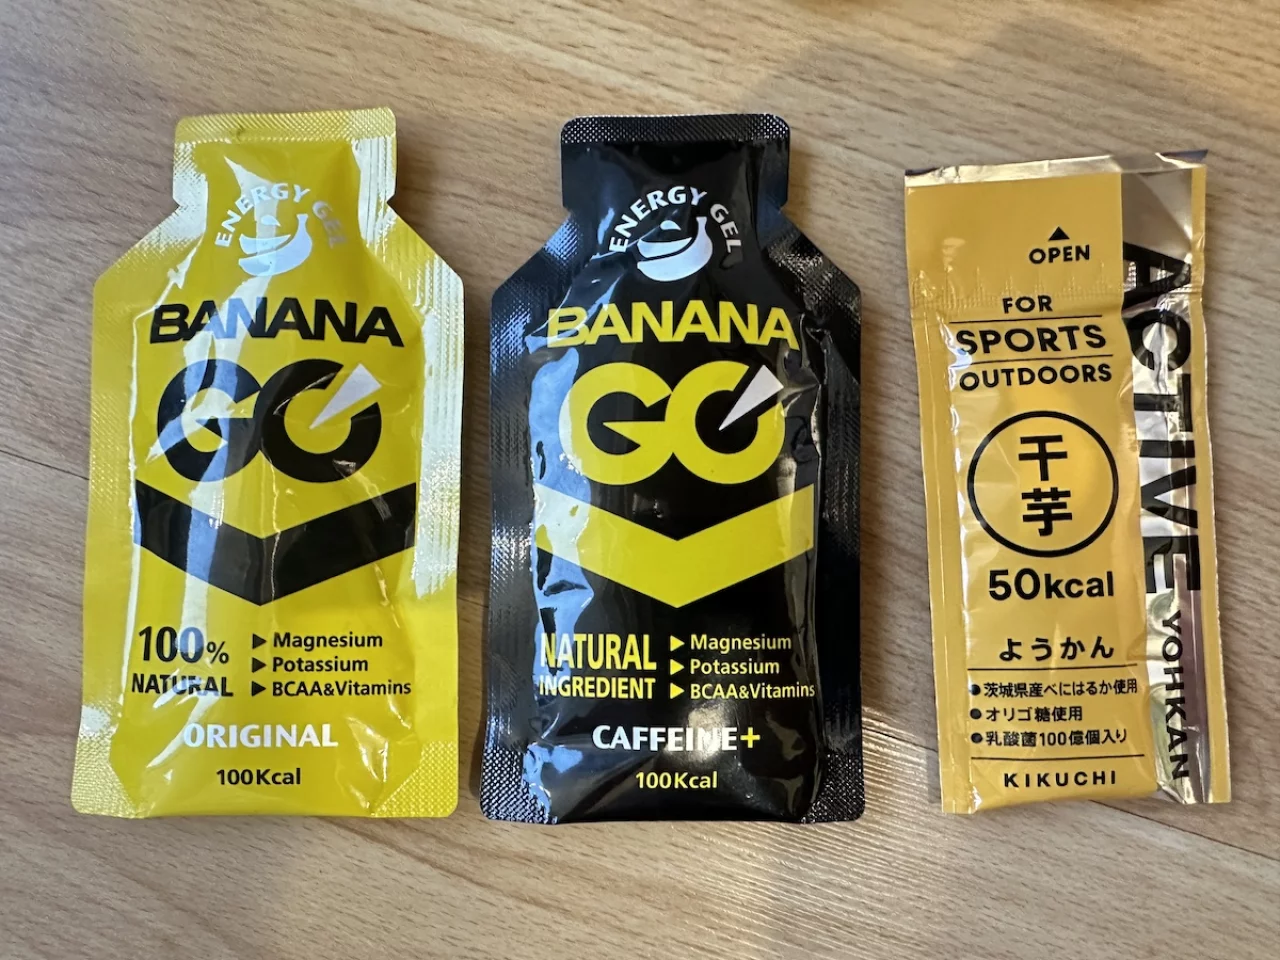 ENERGY GEL
BANANA
GO
100% NATURAL
▶ Magnesium
▶ Potassium
▶ BCAA&Vitamins
ORIGINAL
100Kcal
ENERGY GEL
BANANA
GO
NATURAL INGREDIENT
▶ Magnesium
▶ Potassium
▶ BCAA&Vitamins
CAFFEINE+
100Kcal
▲
OPEN
FOR
SPORTS
OUTDOORS
干芋
50kcal
ようかん
●茨城県産べにはるか使用
●オリゴ糖使用
●乳酸菌100億個入り
KIKUCHI
ACTIVE YOHKAN